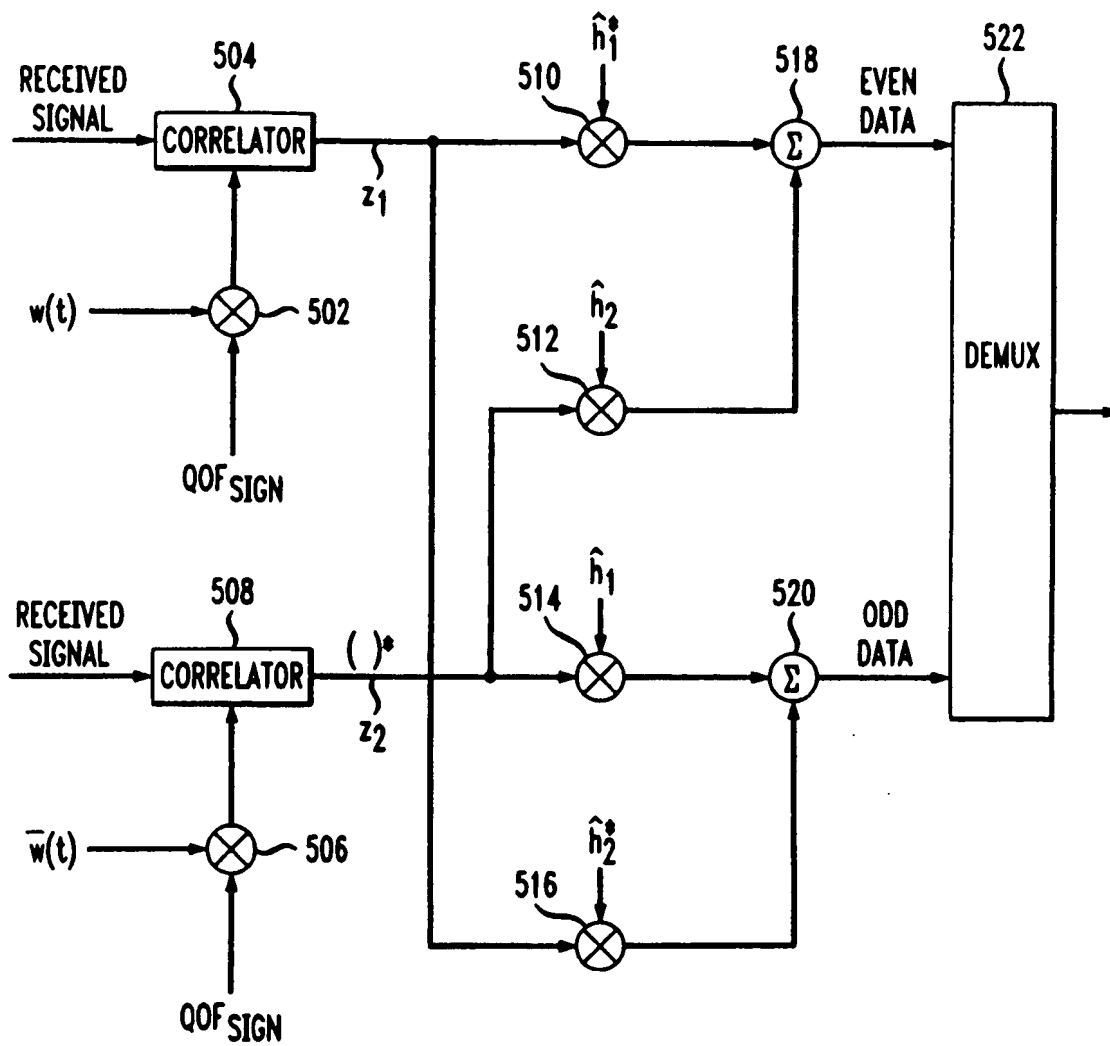 504
RECEIVED
SIGNAL
CORRELATOR
z₁
w(t)
502
QOF SIGN
ĥ₁*
510
518
Σ
EVEN
DATA
522
ĥ₂
512
DEMUX
508
RECEIVED
SIGNAL
CORRELATOR
( )*
z₂
w̅(t)
506
QOF SIGN
ĥ₁
514
520
Σ
ODD
DATA
ĥ₂*
516